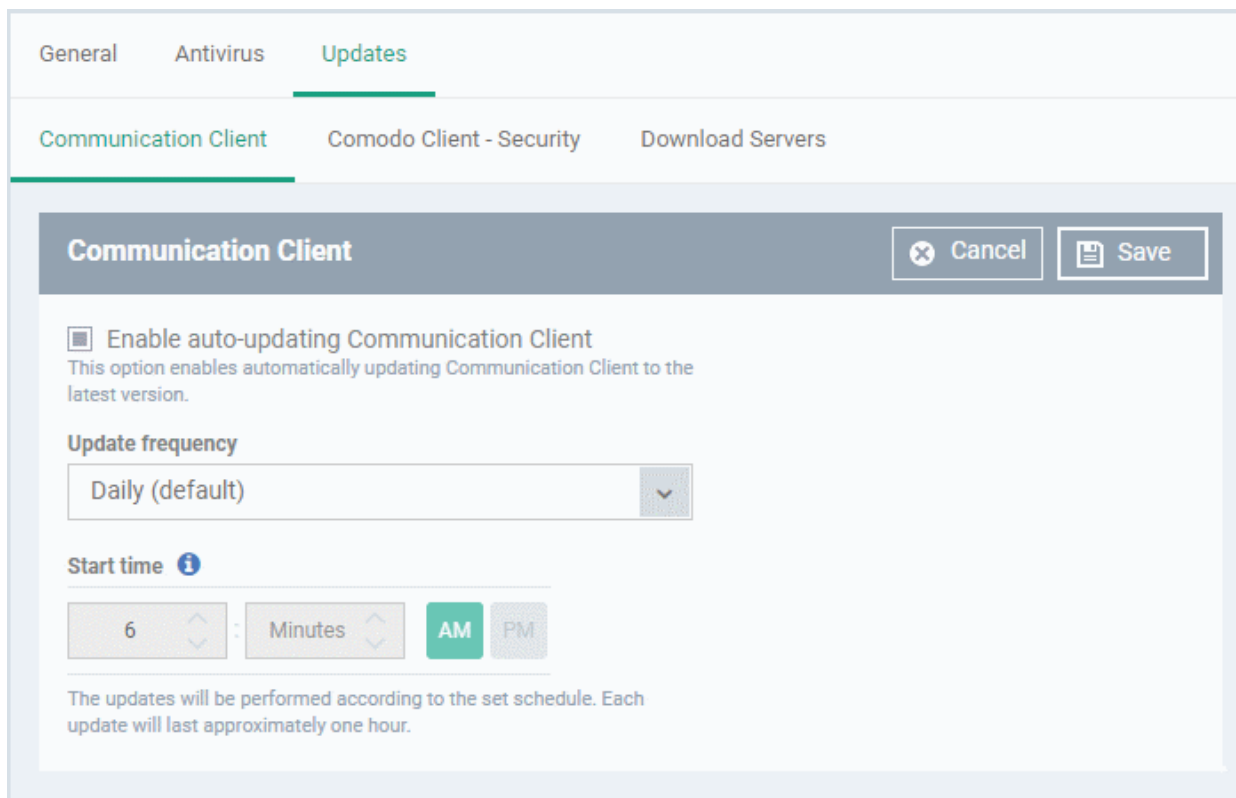 General Antivirus Updates
Communication Client Comodo Client - Security Download Servers
Communication Client Cancel Save
Enable auto-updating Communication Client
This option enables automatically updating Communication Client to the
latest version.
Update frequency
Daily (default)
Start time
6 : Minutes AM PM
The updates will be performed according to the set schedule. Each
update will last approximately one hour.